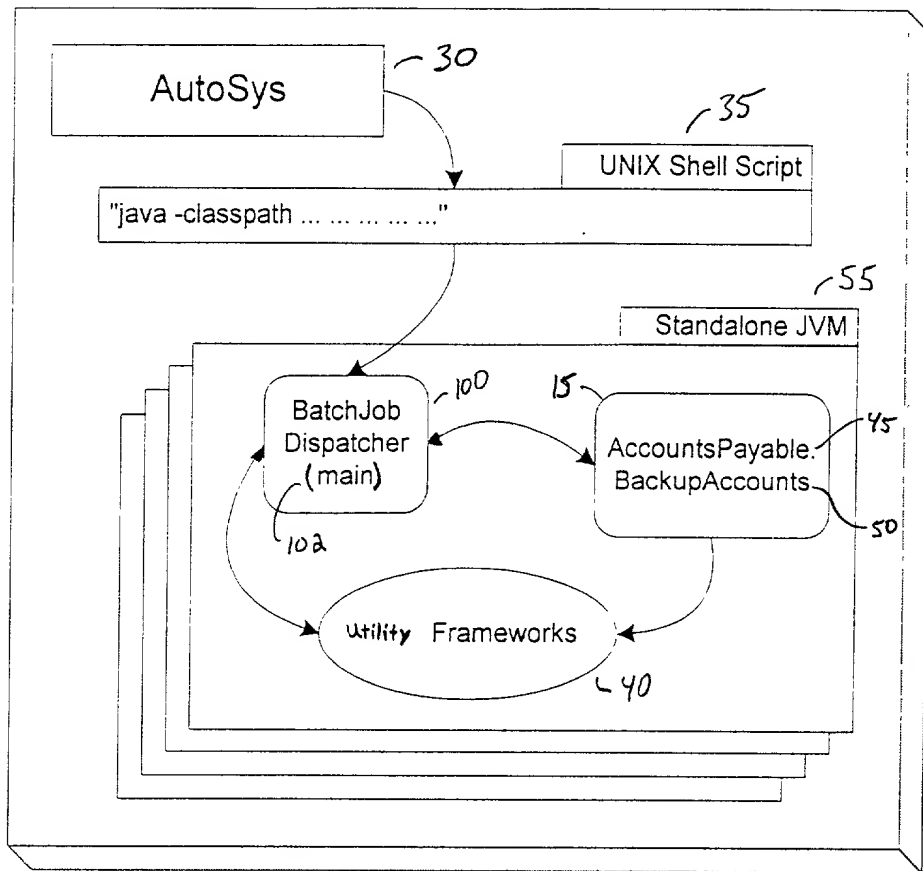 AutoSys
30
35
UNIX Shell Script
"java -classpath ... ... ... ... ..."
55
Standalone JVM
BatchJob
Dispatcher
(main)
100
102
15
AccountsPayable.
BackupAccounts
45
50
Utility Frameworks
40